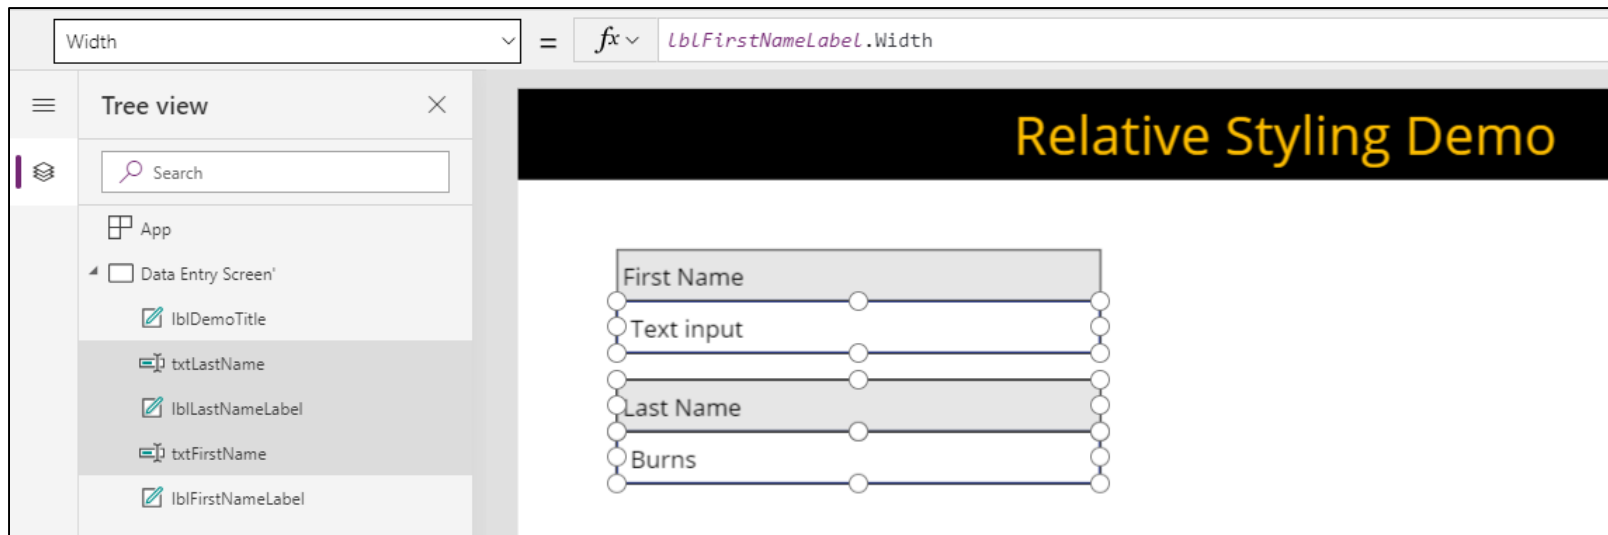 Width = fx lblFirstNameLabel.Width
Tree view
Search
App
Data Entry Screen'
lblDemoTitle
txtLastName
lblLastNameLabel
txtFirstName
lblFirstNameLabel
Relative Styling Demo
First Name
Text input
Last Name
Burns